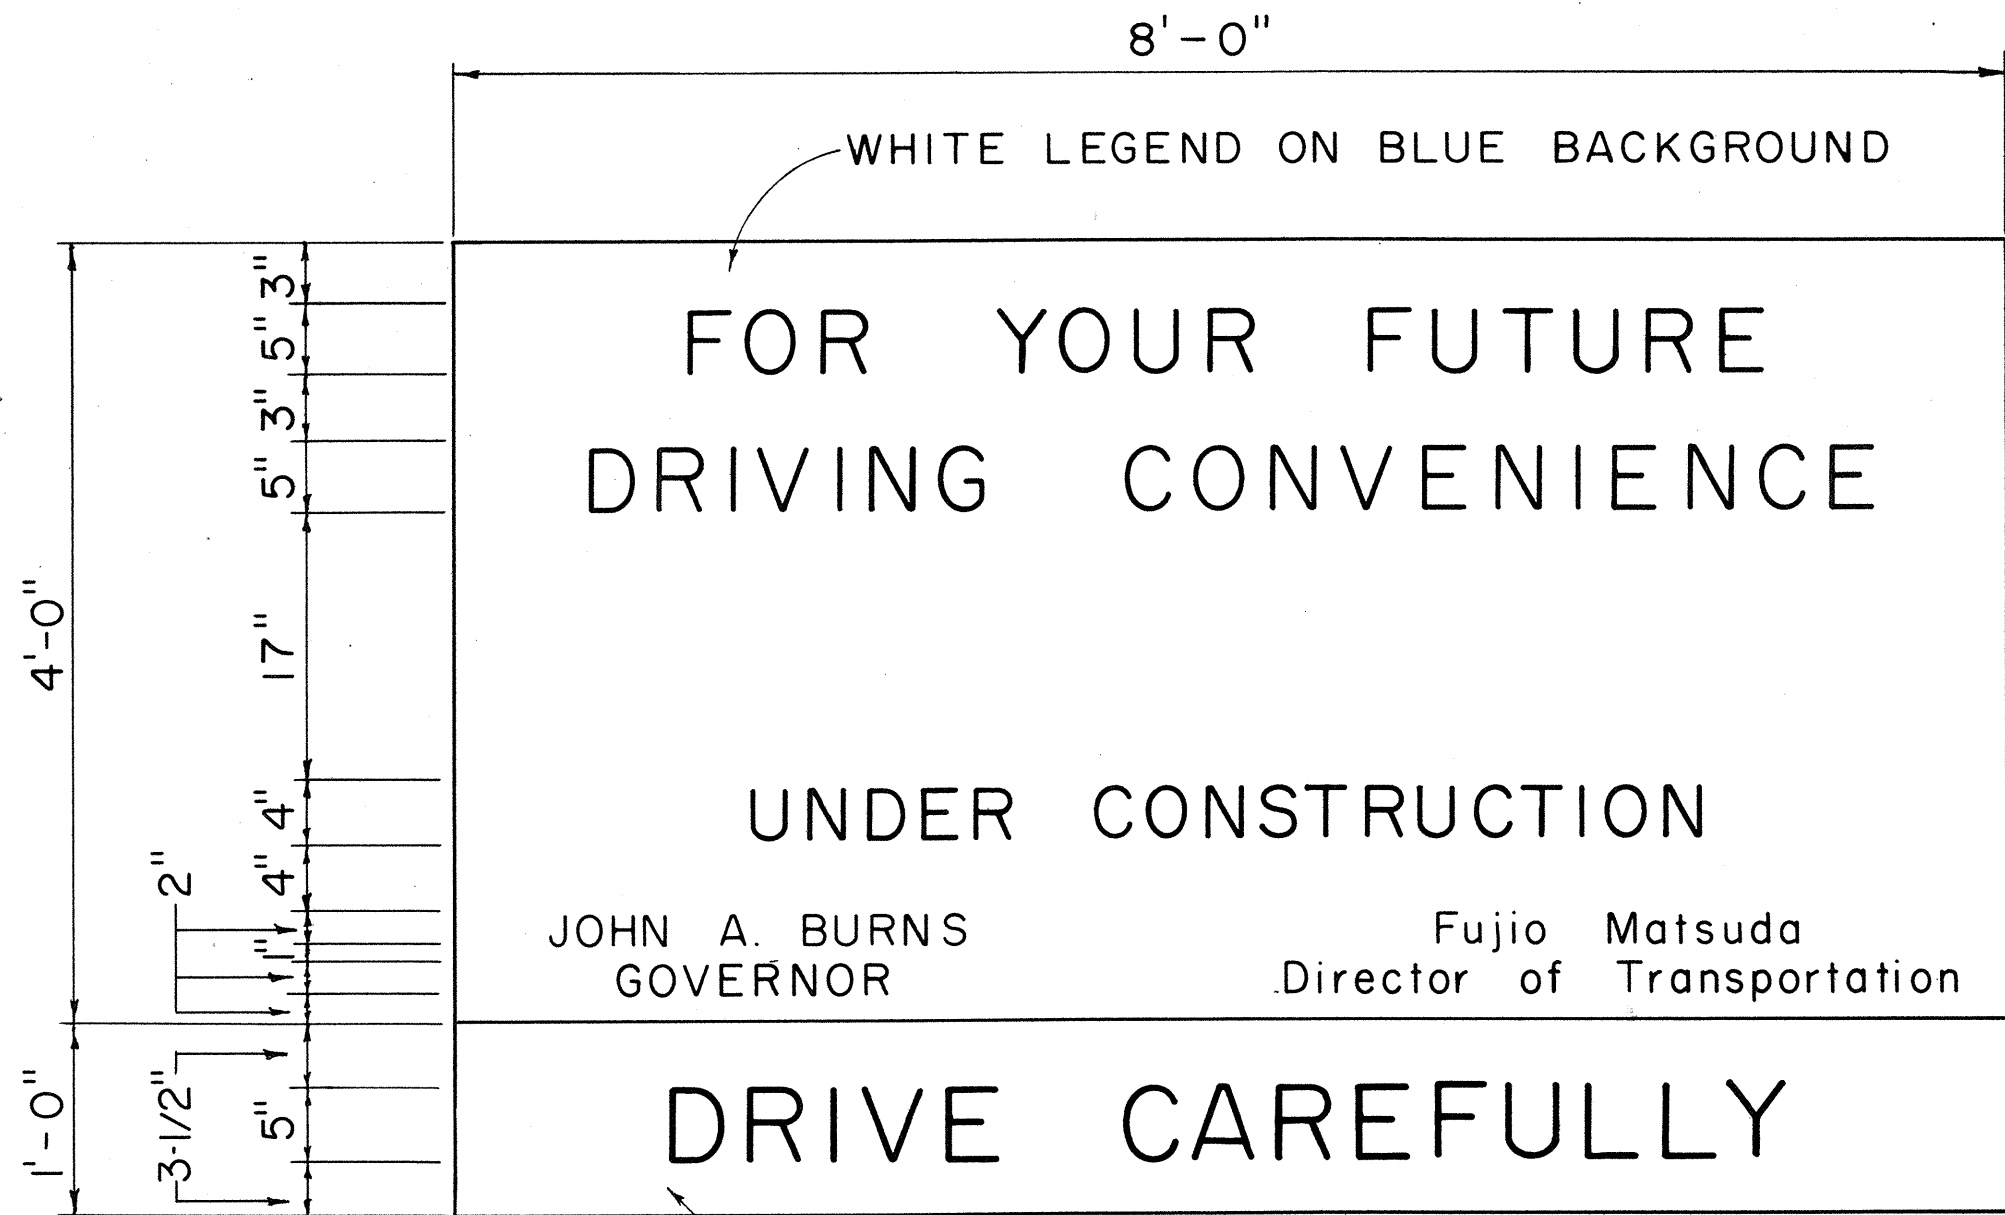 8'-0"
WHITE LEGEND ON BLUE BACKGROUND
3"
FOR YOUR FUTURE
5"
3"
DRIVING CONVENIENCE
5"
4'-0"
17"
4"
UNDER CONSTRUCTION
2"
4"
JOHN A. BURNS
Fujio Matsuda
1"
GOVERNOR
Director of Transportation
1'-0"
3-1/2"
5"
DRIVE CAREFULLY